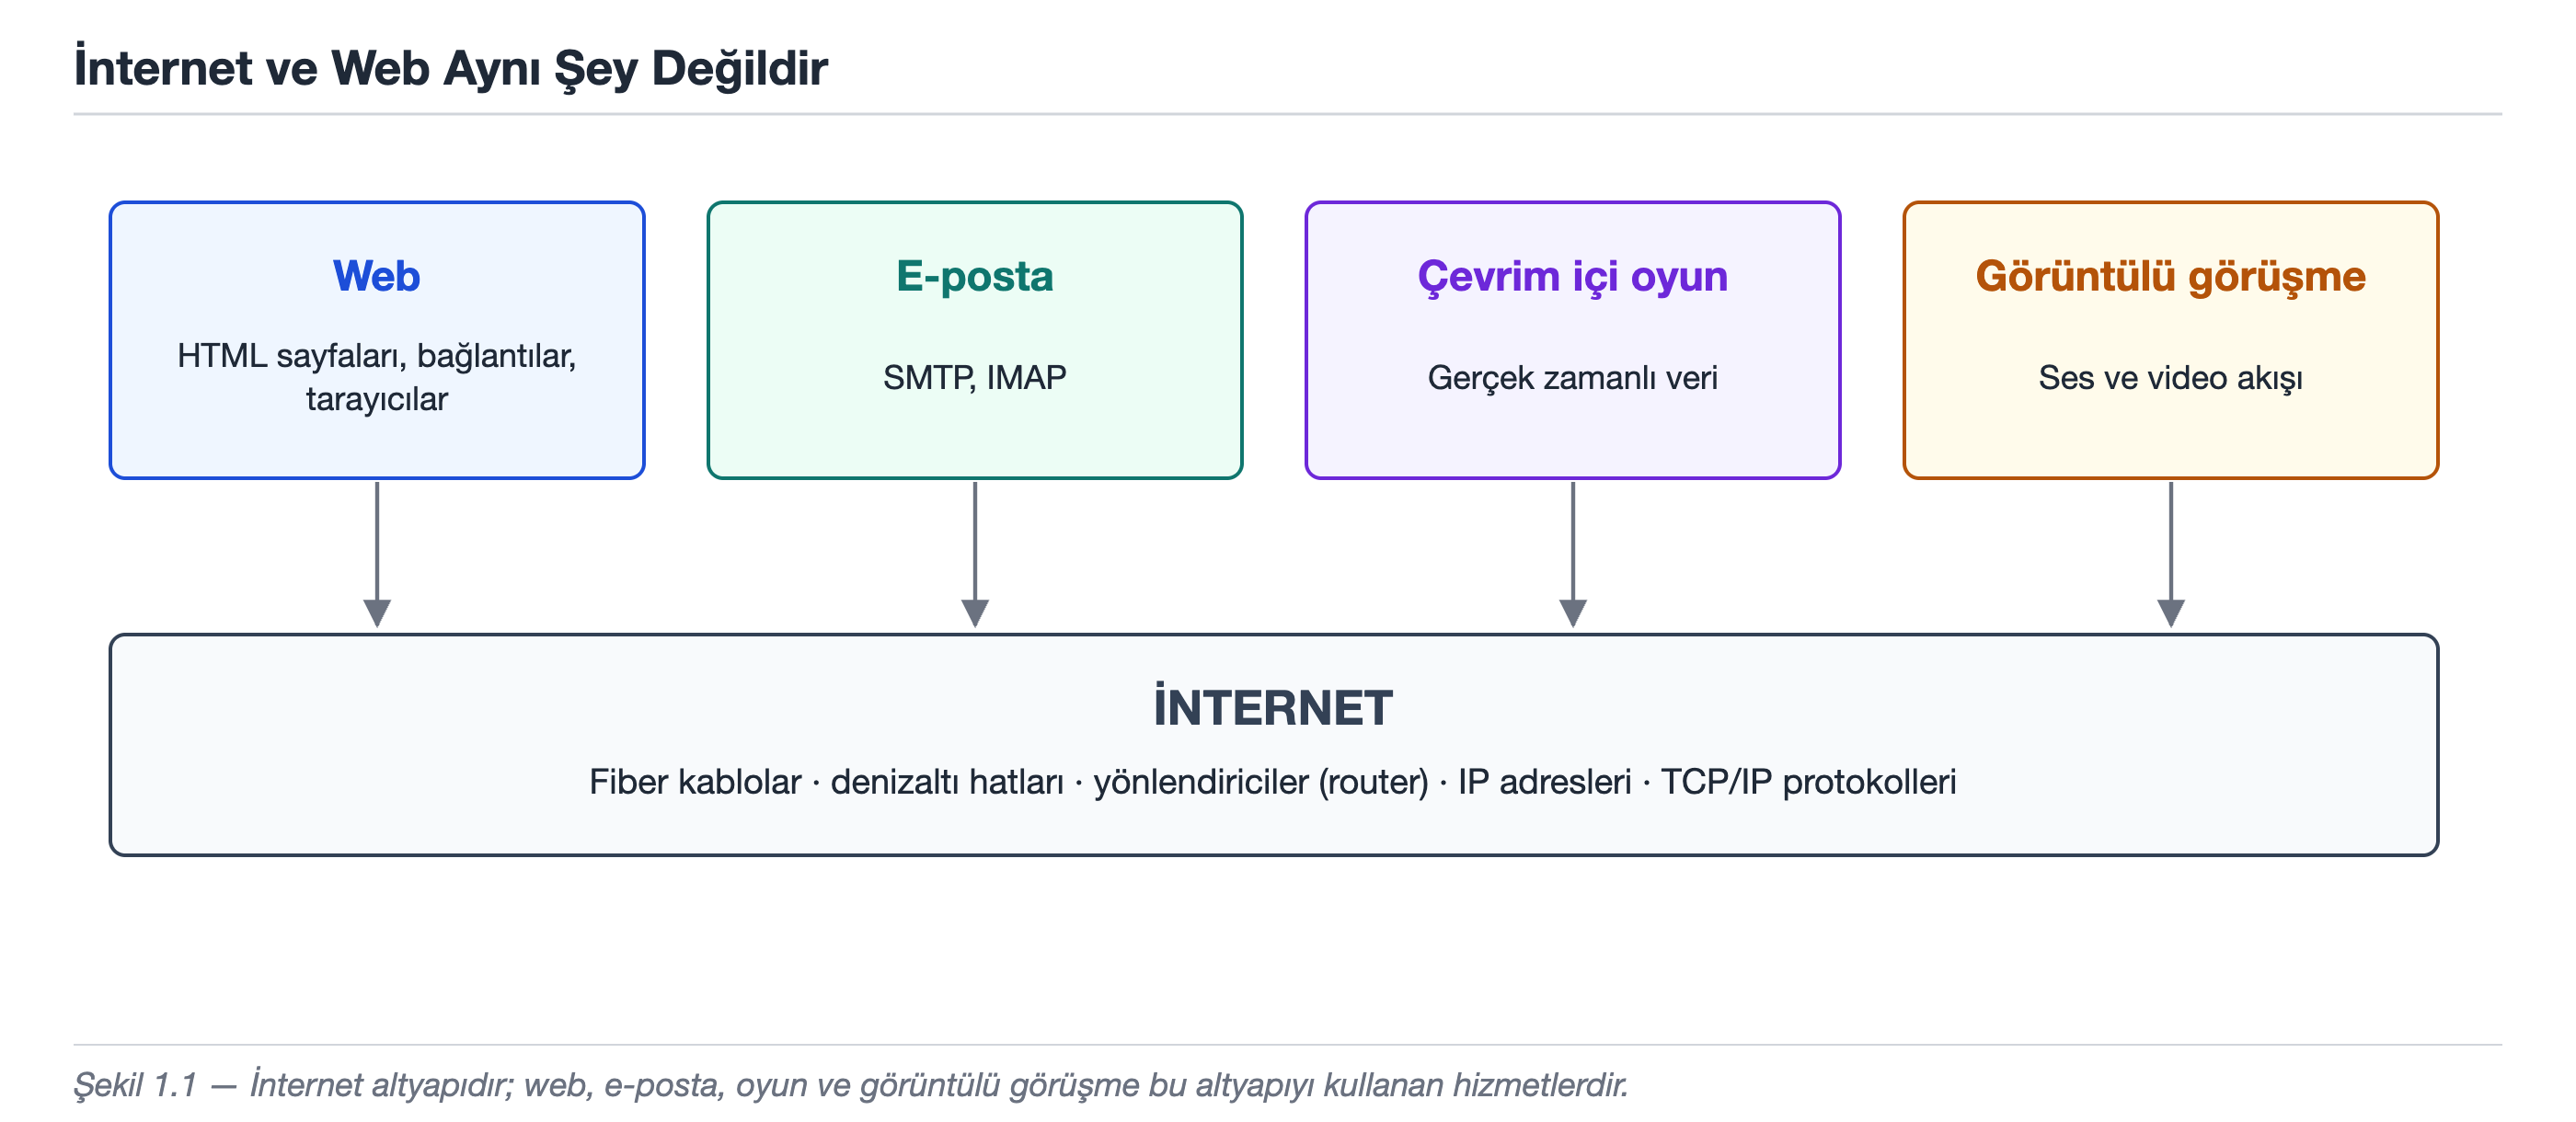 İnternet ve Web Aynı Şey Değildir
Web
HTML sayfaları, bağlantılar,
tarayıcılar
E-posta
SMTP, IMAP
Çevrim içi oyun
Gerçek zamanlı veri
Görüntülü görüşme
Ses ve video akışı
İNTERNET
Fiber kablolar · denizaltı hatları · yönlendiriciler (router) · IP adresleri · TCP/IP protokolleri
Şekil 1.1 — İnternet altyapıdır; web, e-posta, oyun ve görüntülü görüşme bu altyapıyı kullanan hizmetlerdir.